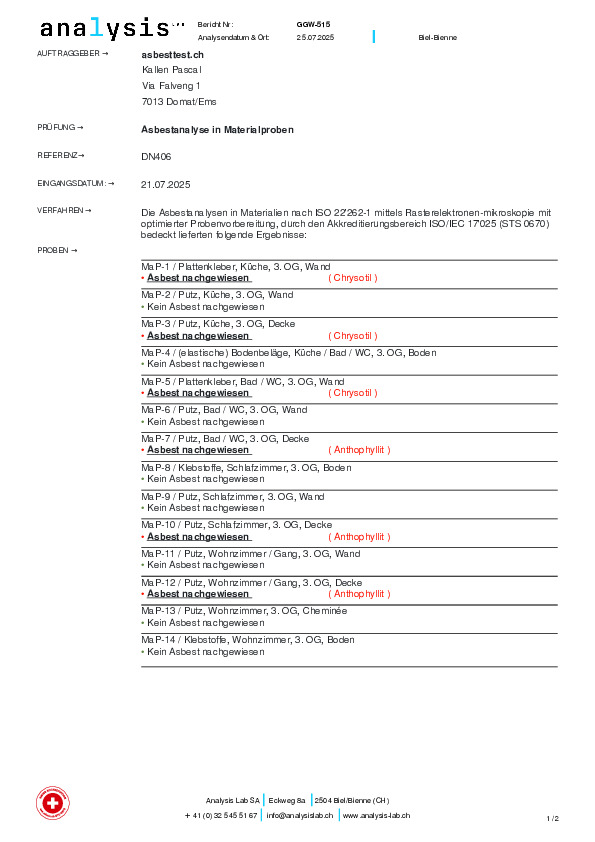 analysis
Bericht Nr: GGW-515
Analysendatum & Ort: 25.07.2025 Biel-Bienne
AUFTRAGGEBER → asbesttest.ch
Kallen Pascal
Via Falveng 1
7013 Domat/Ems
PRÜFUNG → Asbestanalyse in Materialproben
REFERENZ→ DN406
EINGANGSDATUM: → 21.07.2025
VERFAHREN → Die Asbestanalysen in Materialien nach ISO 22'262-1 mittels Rasterelektronen-mikroskopie mit
optimierter Probenvorbereitung, durch den Akkreditierungsbereich ISO/IEC 17'025 (STS 0670)
bedeckt lieferten folgende Ergebnisse:
PROBEN →
MaP-1 / Plattenkleber, Küche, 3. OG, Wand
• Asbest nachgewiesen ( Chrysotil )
MaP-2 / Putz, Küche, 3. OG, Wand
• Kein Asbest nachgewiesen
MaP-3 / Putz, Küche, 3. OG, Decke
• Asbest nachgewiesen ( Chrysotil )
MaP-4 / (elastische) Bodenbeläge, Küche / Bad / WC, 3. OG, Boden
• Kein Asbest nachgewiesen
MaP-5 / Plattenkleber, Bad / WC, 3. OG, Wand
• Asbest nachgewiesen ( Chrysotil )
MaP-6 / Putz, Bad / WC, 3. OG, Wand
• Kein Asbest nachgewiesen
MaP-7 / Putz, Bad / WC, 3. OG, Decke
• Asbest nachgewiesen ( Anthophyllit )
MaP-8 / Klebstoffe, Schlafzimmer, 3. OG, Boden
• Kein Asbest nachgewiesen
MaP-9 / Putz, Schlafzimmer, 3. OG, Wand
• Kein Asbest nachgewiesen
MaP-10 / Putz, Schlafzimmer, 3. OG, Decke
• Asbest nachgewiesen ( Anthophyllit )
MaP-11 / Putz, Wohnzimmer / Gang, 3. OG, Wand
• Kein Asbest nachgewiesen
MaP-12 / Putz, Wohnzimmer / Gang, 3. OG, Decke
• Asbest nachgewiesen ( Anthophyllit )
MaP-13 / Putz, Wohnzimmer, 3. OG, Cheminée
• Kein Asbest nachgewiesen
MaP-14 / Klebstoffe, Wohnzimmer, 3. OG, Boden
• Kein Asbest nachgewiesen
Analysis Lab SA | Eckweg 8a | 2504 Biel/Bienne (CH)
+ 41 (0) 32 545 51 67 | info@analysislab.ch | www.analysis-lab.ch
1 / 2